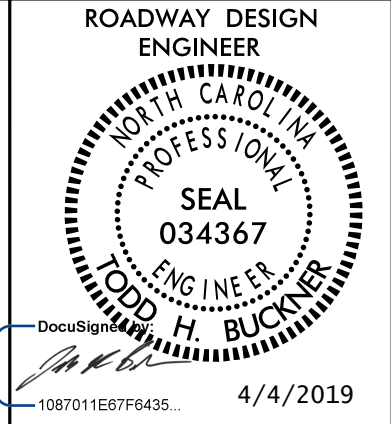 ROADWAY DESIGN
ENGINEER
NORTH CAROLINA
PROFESSIONAL
SEAL
034367
ENGINEER
TODD H. BUCKNER
DocuSigned by:
1087011E67F6435...
4/4/2019